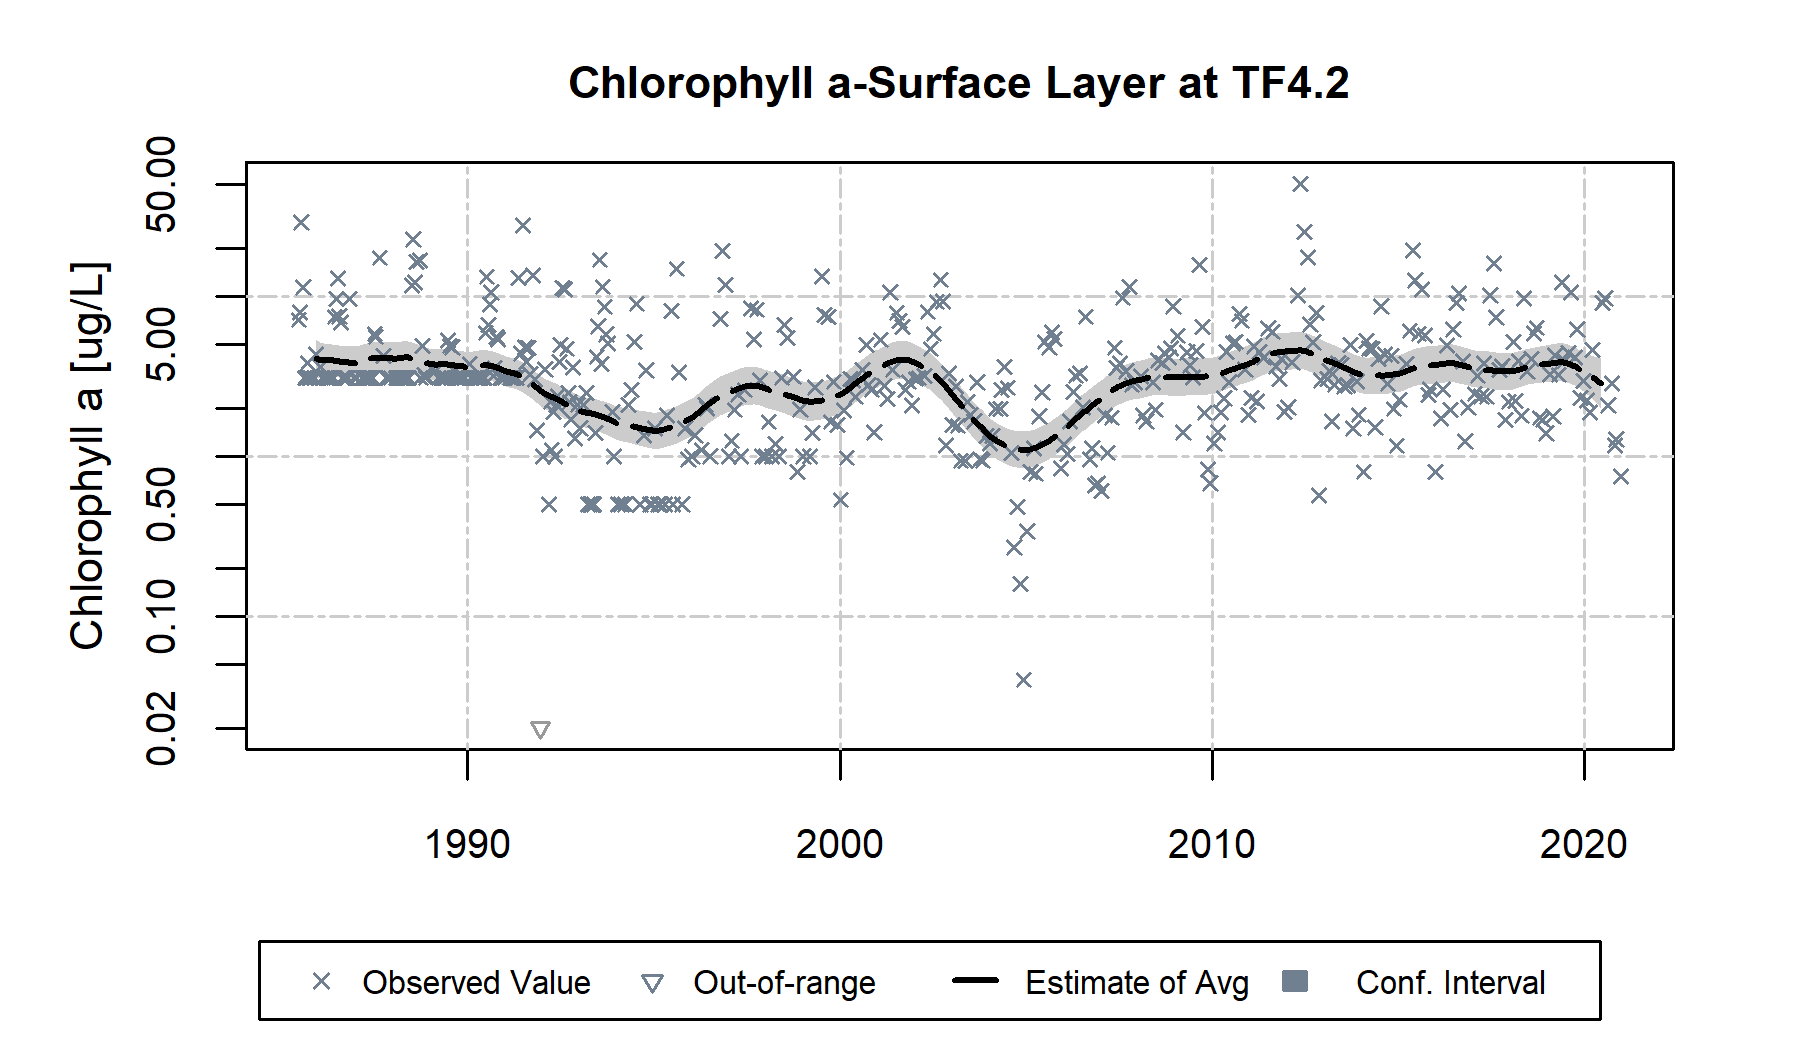 Chlorophyll a-Surface Layer at TF4.2
Chlorophyll a [ug/L]
50.00
5.00
0.50
0.10
0.02
1990 2000 2010 2020
Observed Value Out-of-range Estimate of Avg Conf. Interval